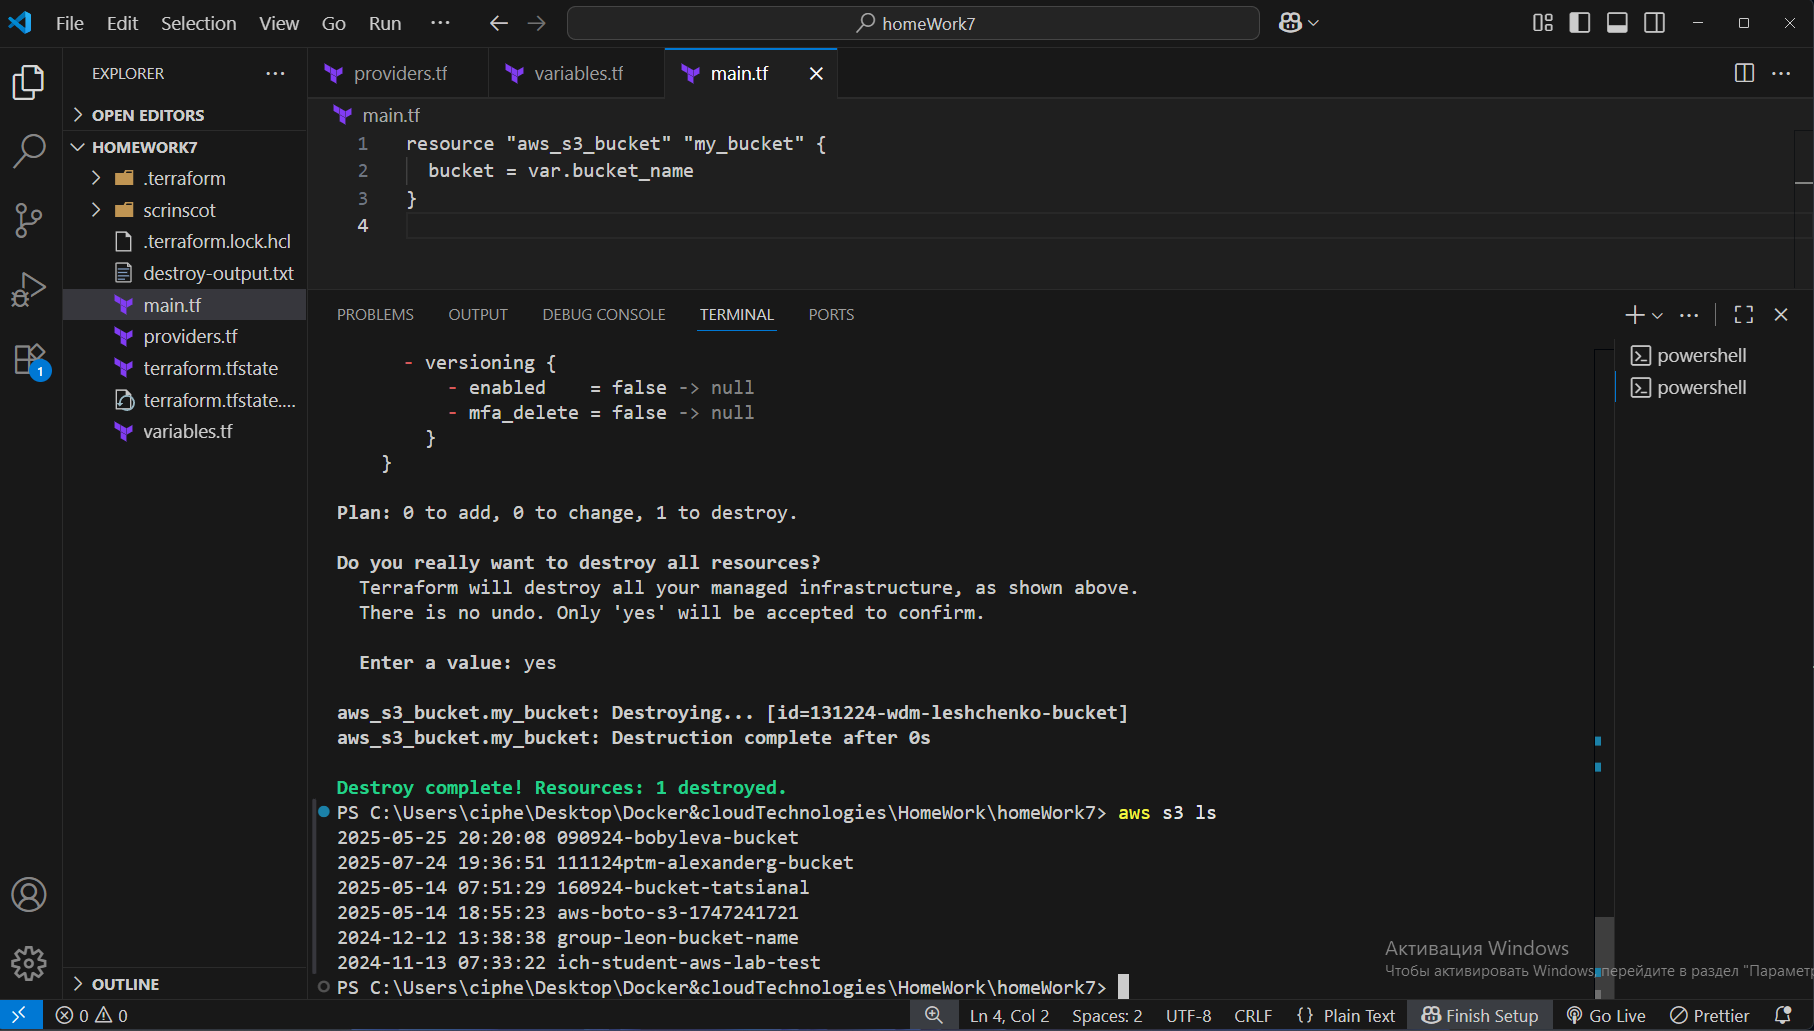 File Edit Selection View Go Run ··· homeWork7
EXPLORER ···
OPEN EDITORS
HOMEWORK7
.terraform
scrinscot
.terraform.lock.hcl
destroy-output.txt
main.tf
providers.tf
terraform.tfstate
terraform.tfstate....
variables.tf
OUTLINE
1
providers.tf variables.tf main.tf
main.tf
1 resource "aws_s3_bucket" "my_bucket" {
2 bucket = var.bucket_name
3 }
4
PROBLEMS OUTPUT DEBUG CONSOLE TERMINAL PORTS
powershell
powershell
- versioning {
- enabled    = false -> null
- mfa_delete = false -> null
}
}
Plan: 0 to add, 0 to change, 1 to destroy.
Do you really want to destroy all resources?
Terraform will destroy all your managed infrastructure, as shown above.
There is no undo. Only 'yes' will be accepted to confirm.
Enter a value: yes
aws_s3_bucket.my_bucket: Destroying... [id=131224-wdm-leshchenko-bucket]
aws_s3_bucket.my_bucket: Destruction complete after 0s
Destroy complete! Resources: 1 destroyed.
PS C:\Users\ciphe\Desktop\Docker&cloudTechnologies\HomeWork\homeWork7> aws s3 ls
2025-05-25 20:20:08 090924-bobyleva-bucket
2025-07-24 19:36:51 111124ptm-alexanderg-bucket
2025-05-14 07:51:29 160924-bucket-tatsianal
2025-05-14 18:55:23 aws-boto-s3-1747241721
2024-12-12 13:38:38 group-leon-bucket-name
2024-11-13 07:33:22 ich-student-aws-lab-test
PS C:\Users\ciphe\Desktop\Docker&cloudTechnologies\HomeWork\homeWork7>
Активация Windows
Чтобы активировать Windows, перейдите в раздел "Парамет
0 0 Ln 4, Col 2 Spaces: 2 UTF-8 CRLF {} Plain Text Finish Setup Go Live Prettier